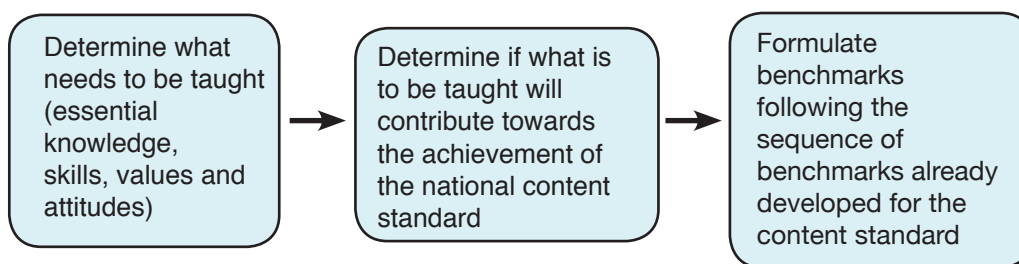 Determine what
needs to be taught
(essential
knowledge,
skills, values and
attitudes)
Determine if what is
to be taught will
contribute towards
the achievement of
the national content
standard
Formulate
benchmarks
following the
sequence of
benchmarks already
developed for the
content standard